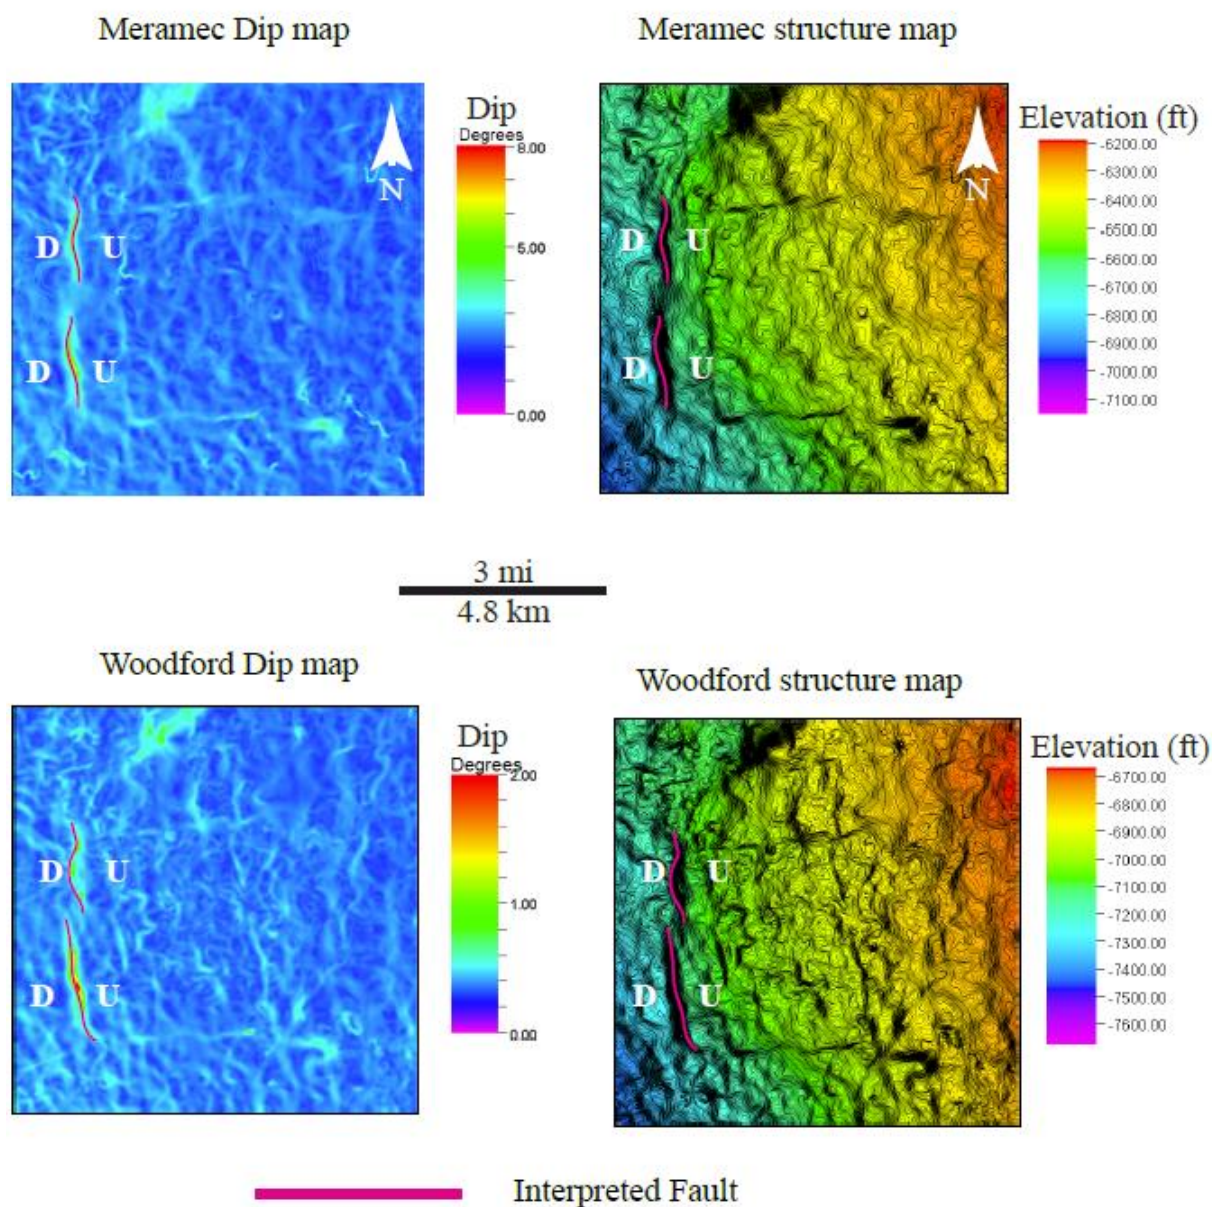 Meramec Dip map
Meramec structure map
Dip
Degrees
8.00
5.00
0.00
N
D U
D U
Elevation (ft)
-6200.00
-6300.00
-6400.00
-6500.00
-6600.00
-6700.00
-6800.00
-6900.00
-7000.00
-7100.00
N
D U
D U
3 mi
4.8 km
Woodford Dip map
Woodford structure map
Dip
Degrees
2.00
1.00
0.00
D U
D U
Elevation (ft)
-6700.00
-6800.00
-6900.00
-7000.00
-7100.00
-7200.00
-7300.00
-7400.00
-7500.00
-7600.00
D U
D U
Interpreted Fault